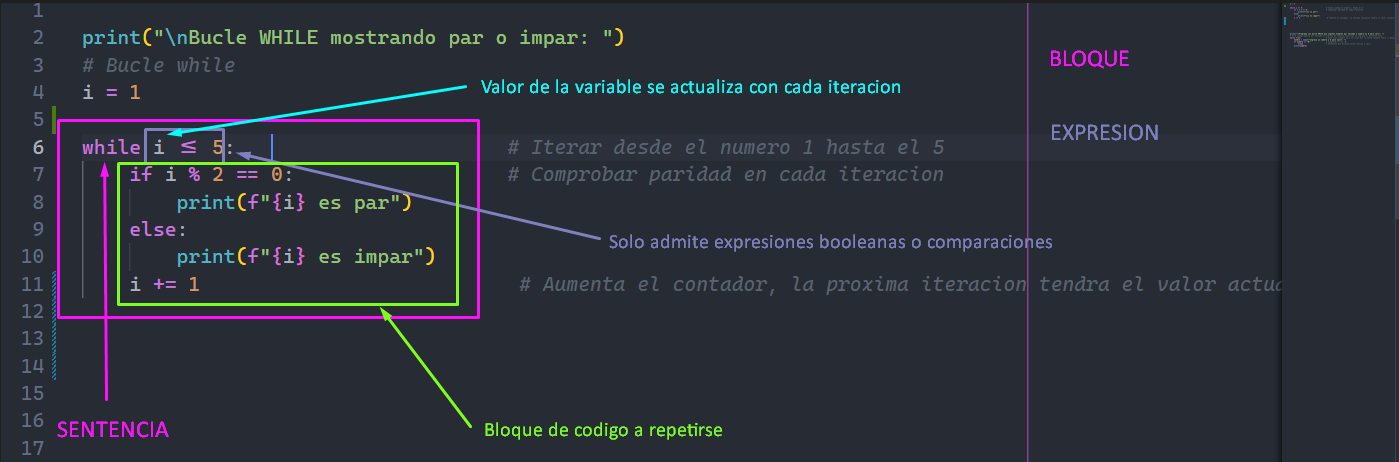 1
2 print("\nBucle WHILE mostrando par o impar: ")
BLOQUE
3 # Bucle while
4 i = 1
Valor de la variable se actualiza con cada iteracion
5
EXPRESION
6 while i ≤ 5: # Iterar desde el numero 1 hasta el 5
7 if i % 2 == 0: # Comprobar paridad en cada iteracion
8 print(f"{i} es par")
9 else:
Solo admite expresiones booleanas o comparaciones
10 print(f"{i} es impar")
11 i += 1 # Aumenta el contador, la proxima iteracion tendra el valor actua
12
13
14
15
16
SENTENCIA
Bloque de codigo a repetirse
17